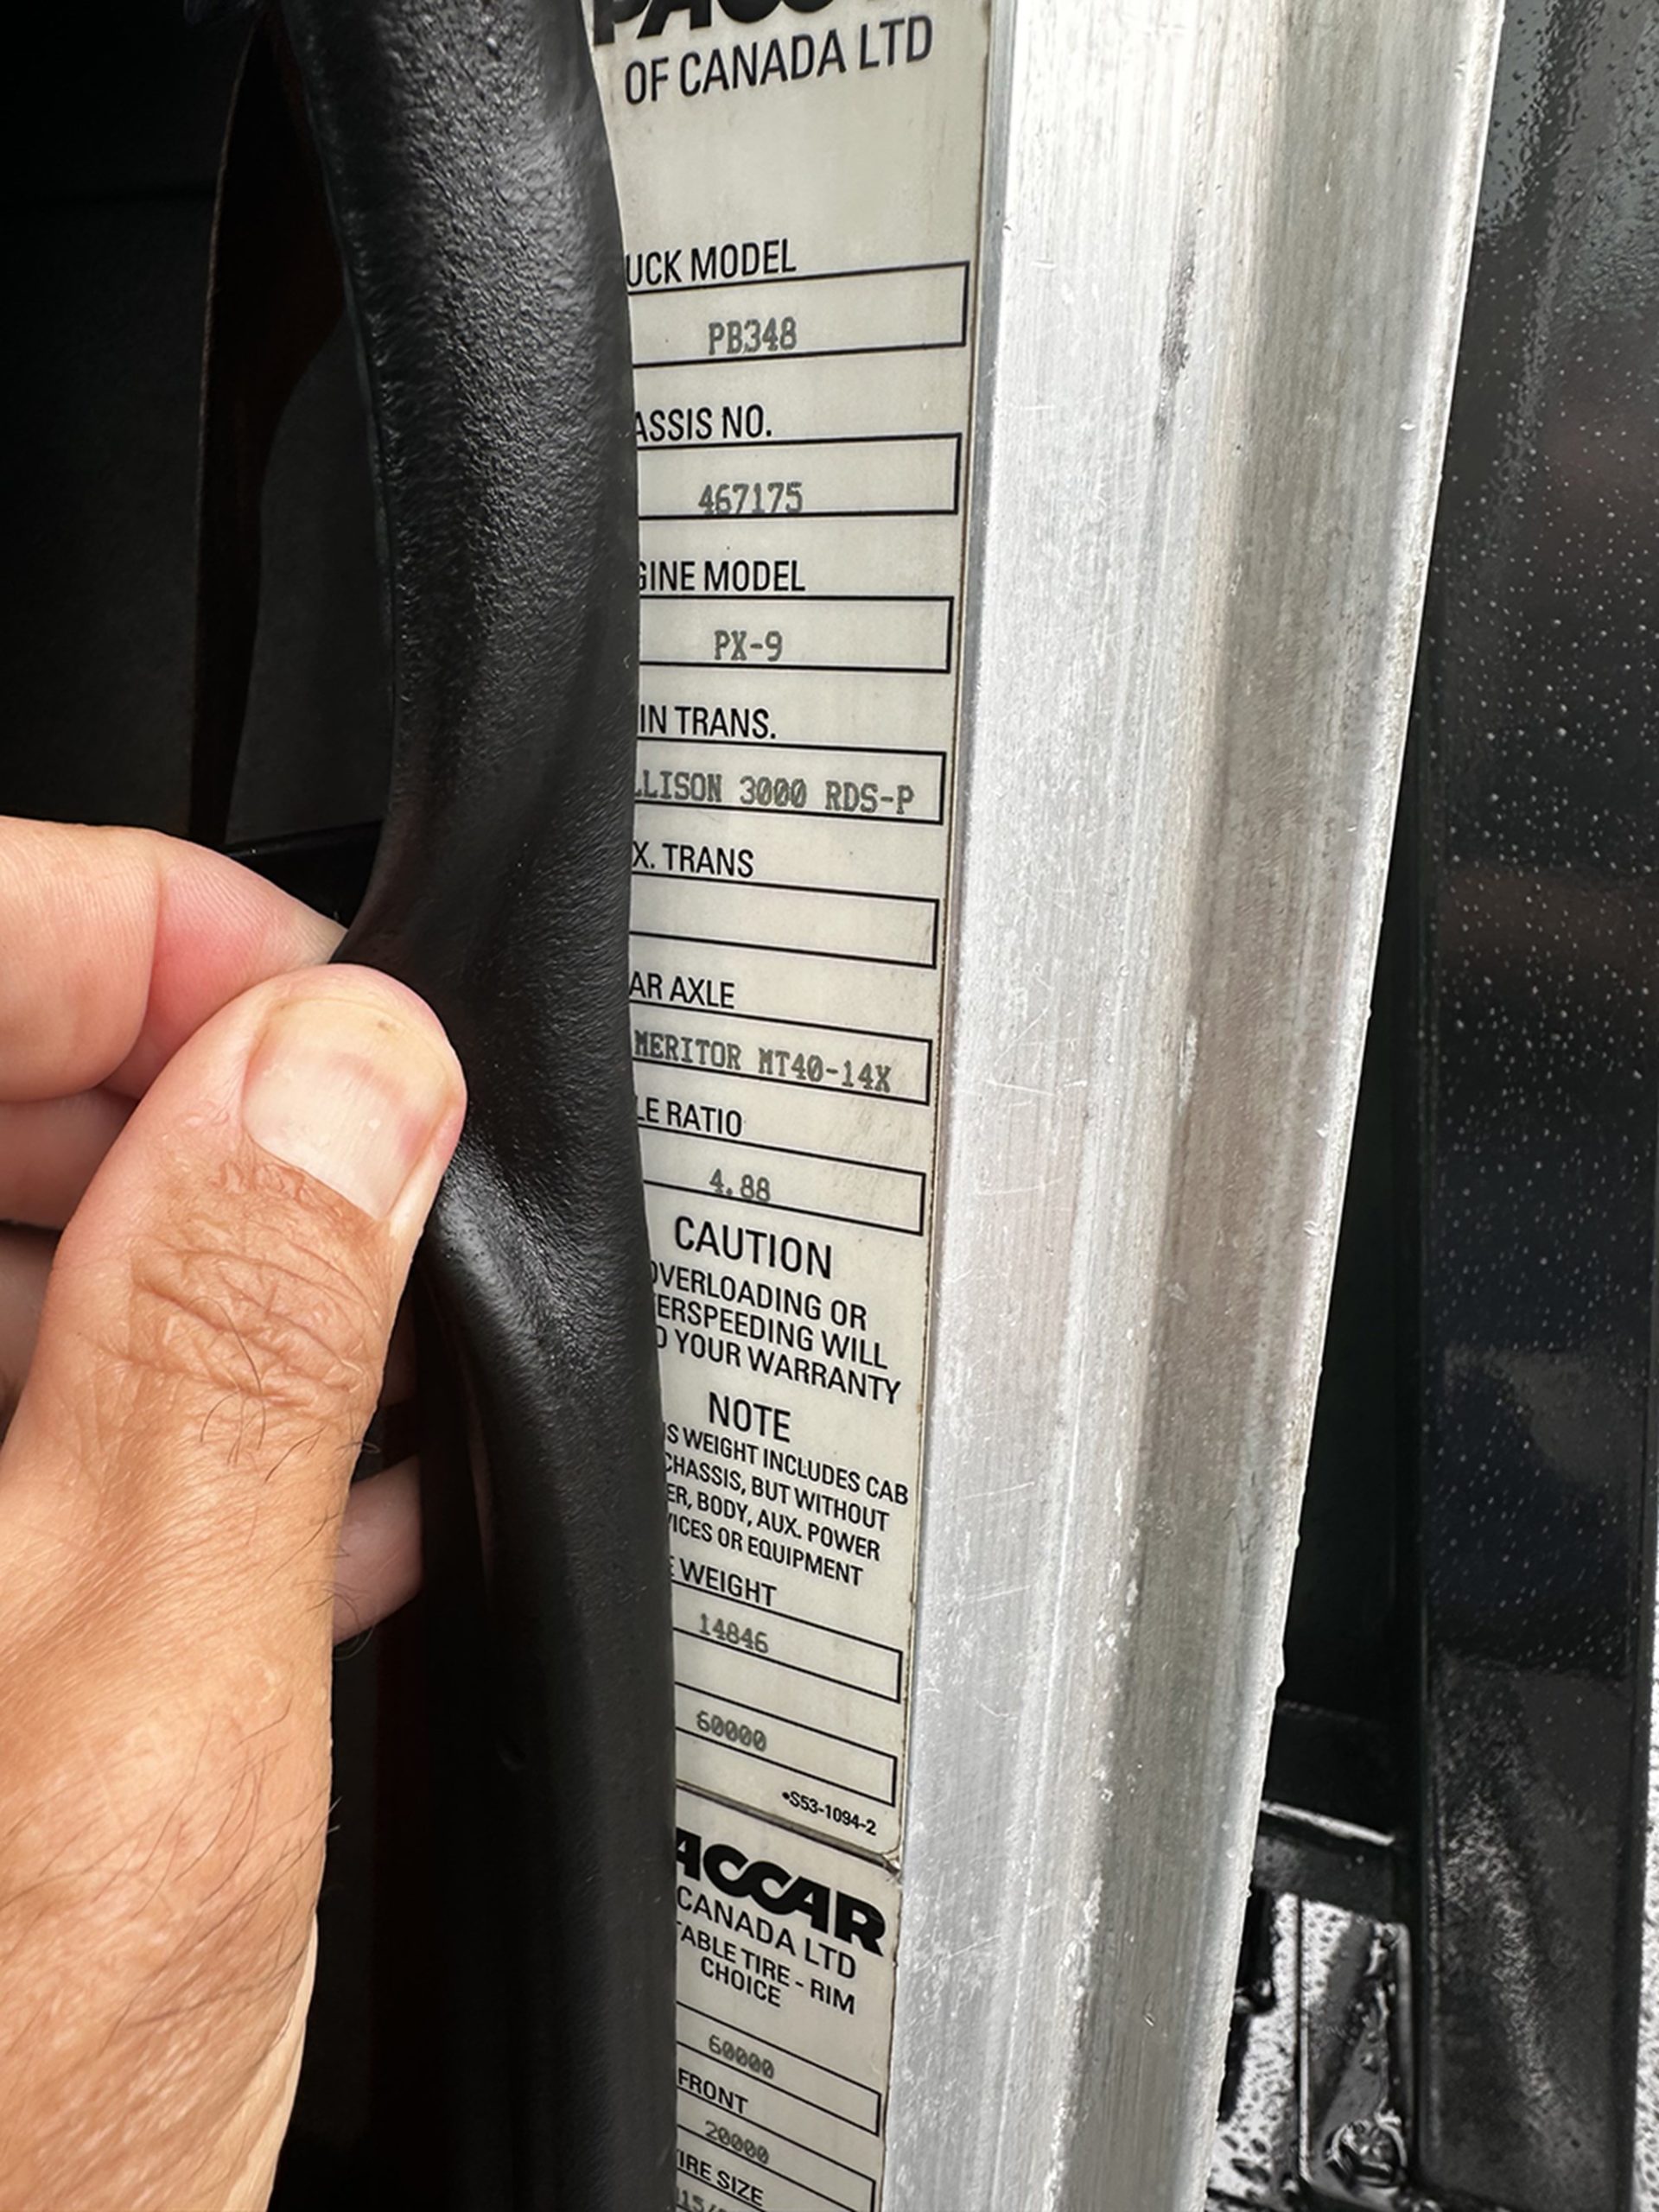 OF CANADA LTD
UCK MODEL
PB348
ASSIS NO.
467175
GINE MODEL
PX-9
IN TRANS.
LLISON 3000 RDS-P
X. TRANS
AR AXLE
MERITOR MT40-14X
LE RATIO
4.88
CAUTION
OVERLOADING OR
ERSPEEDING WILL
D YOUR WARRANTY
NOTE
S WEIGHT INCLUDES CAB
CHASSIS, BUT WITHOUT
ER, BODY, AUX. POWER
VICES OR EQUIPMENT
E WEIGHT
14846
60000
•S53-1094-2
ACCAR
CANADA LTD
TABLE TIRE - RIM
CHOICE
60000
FRONT
20000
TIRE SIZE